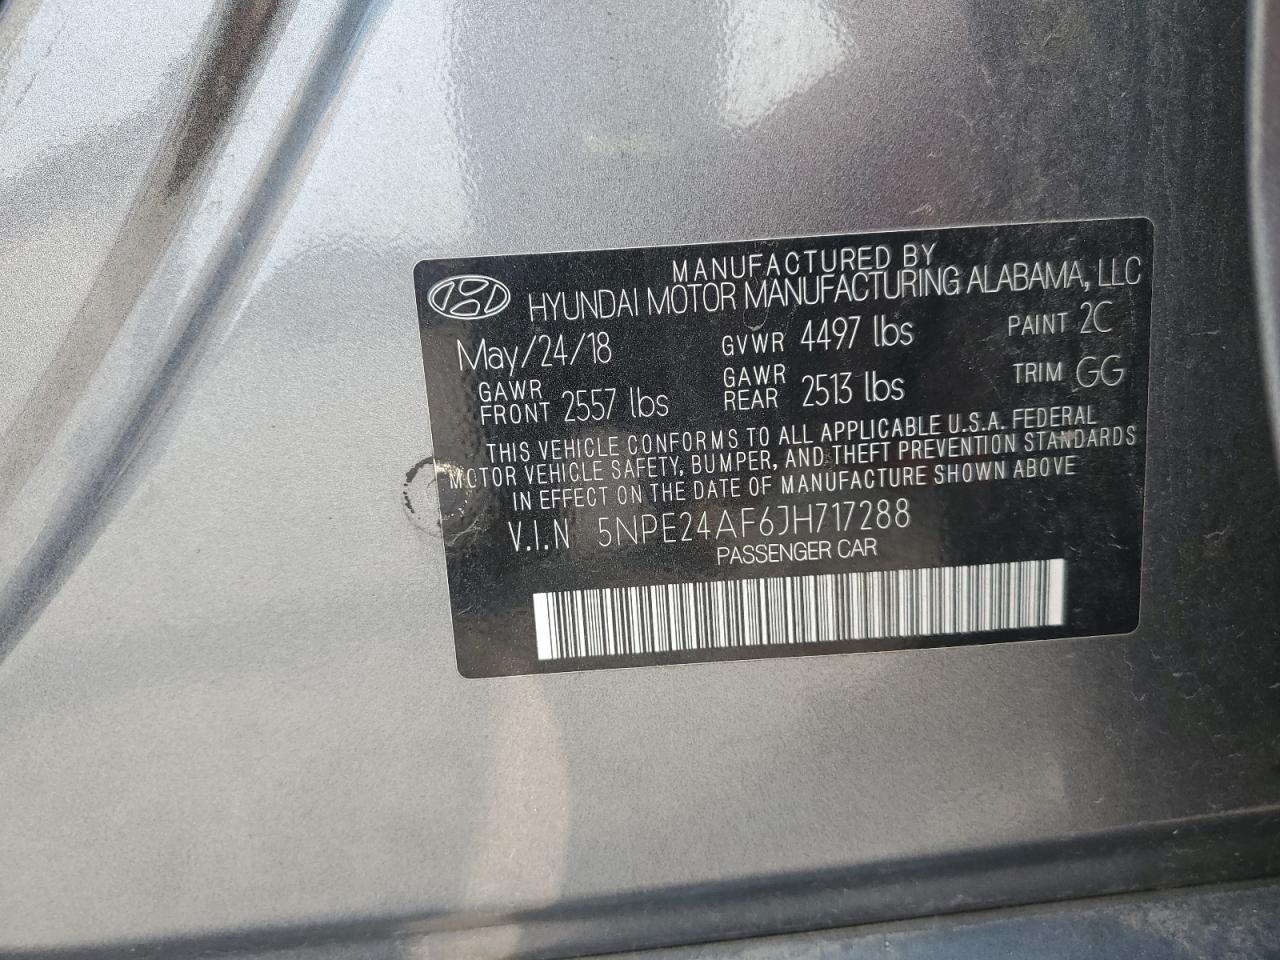 MANUFACTURED BY
HYUNDAI MOTOR MANUFACTURING ALABAMA, LLC
May/24/18 GVWR 4497 lbs PAINT 2C
GAWR FRONT 2557 lbs GAWR REAR 2513 lbs TRIM GG
THIS VEHICLE CONFORMS TO ALL APPLICABLE U.S.A. FEDERAL
MOTOR VEHICLE SAFETY, BUMPER, AND THEFT PREVENTION STANDARDS
IN EFFECT ON THE DATE OF MANUFACTURE SHOWN ABOVE
V.I.N 5NPE24AF6JH717288
PASSENGER CAR